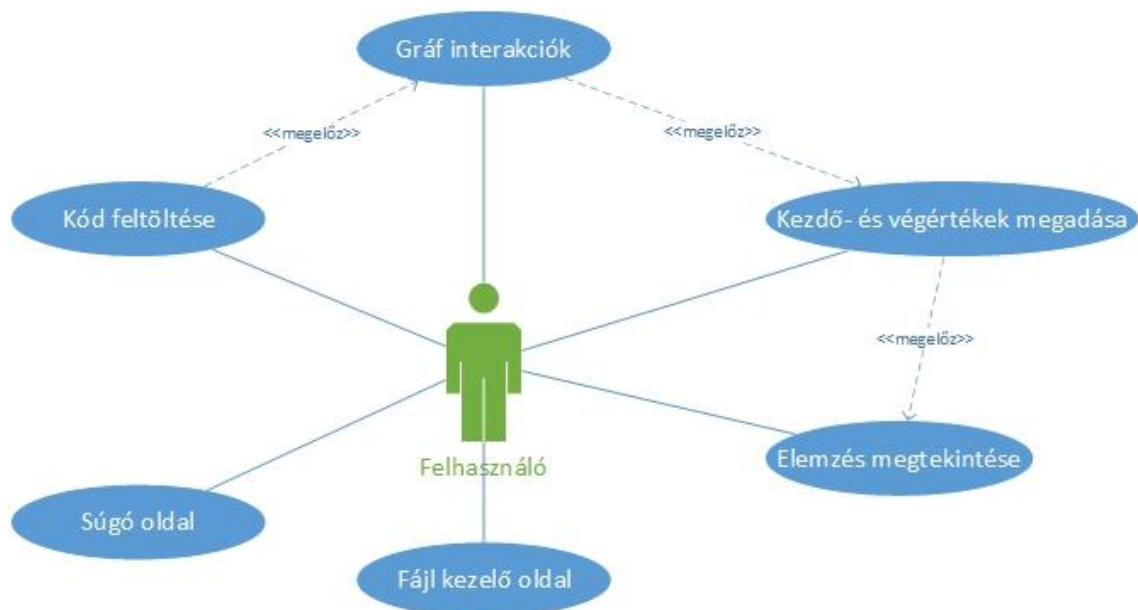 Gráf interakciók
<<megelőz>>
<<megelőz>>
Kód feltöltése
Kezdő- és végértékek megadása
<<megelőz>>
Felhasználó
Elemzés megtekintése
Súgó oldal
Fájl kezelő oldal